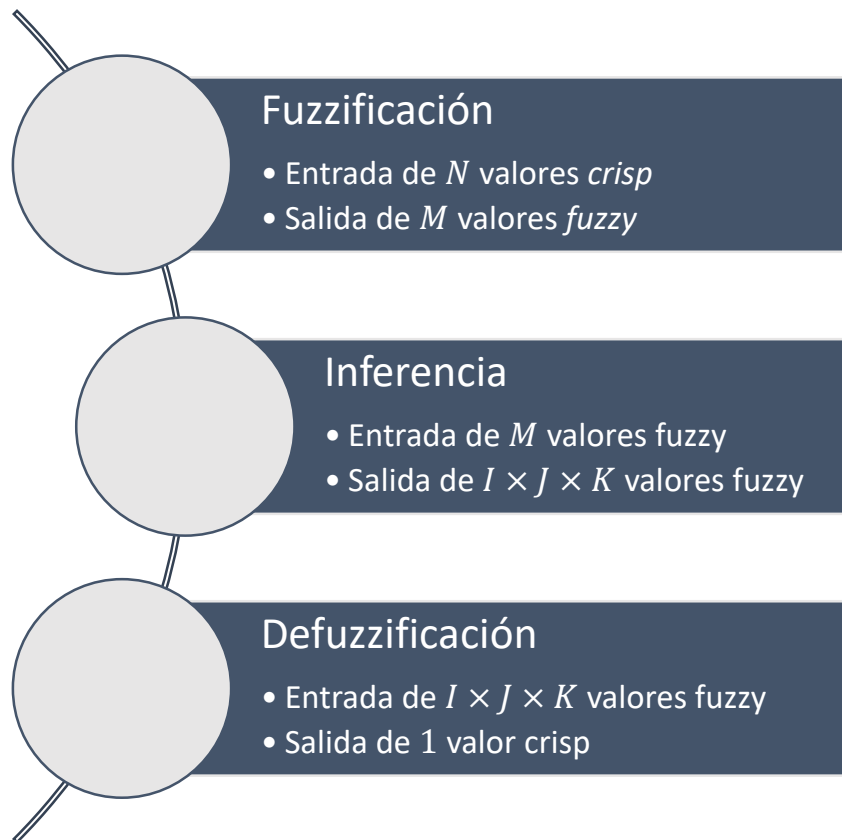 Fuzzificación
• Entrada de N valores crisp
• Salida de M valores fuzzy
Inferencia
• Entrada de M valores fuzzy
• Salida de I × J × K valores fuzzy
Defuzzificación
• Entrada de I × J × K valores fuzzy
• Salida de 1 valor crisp